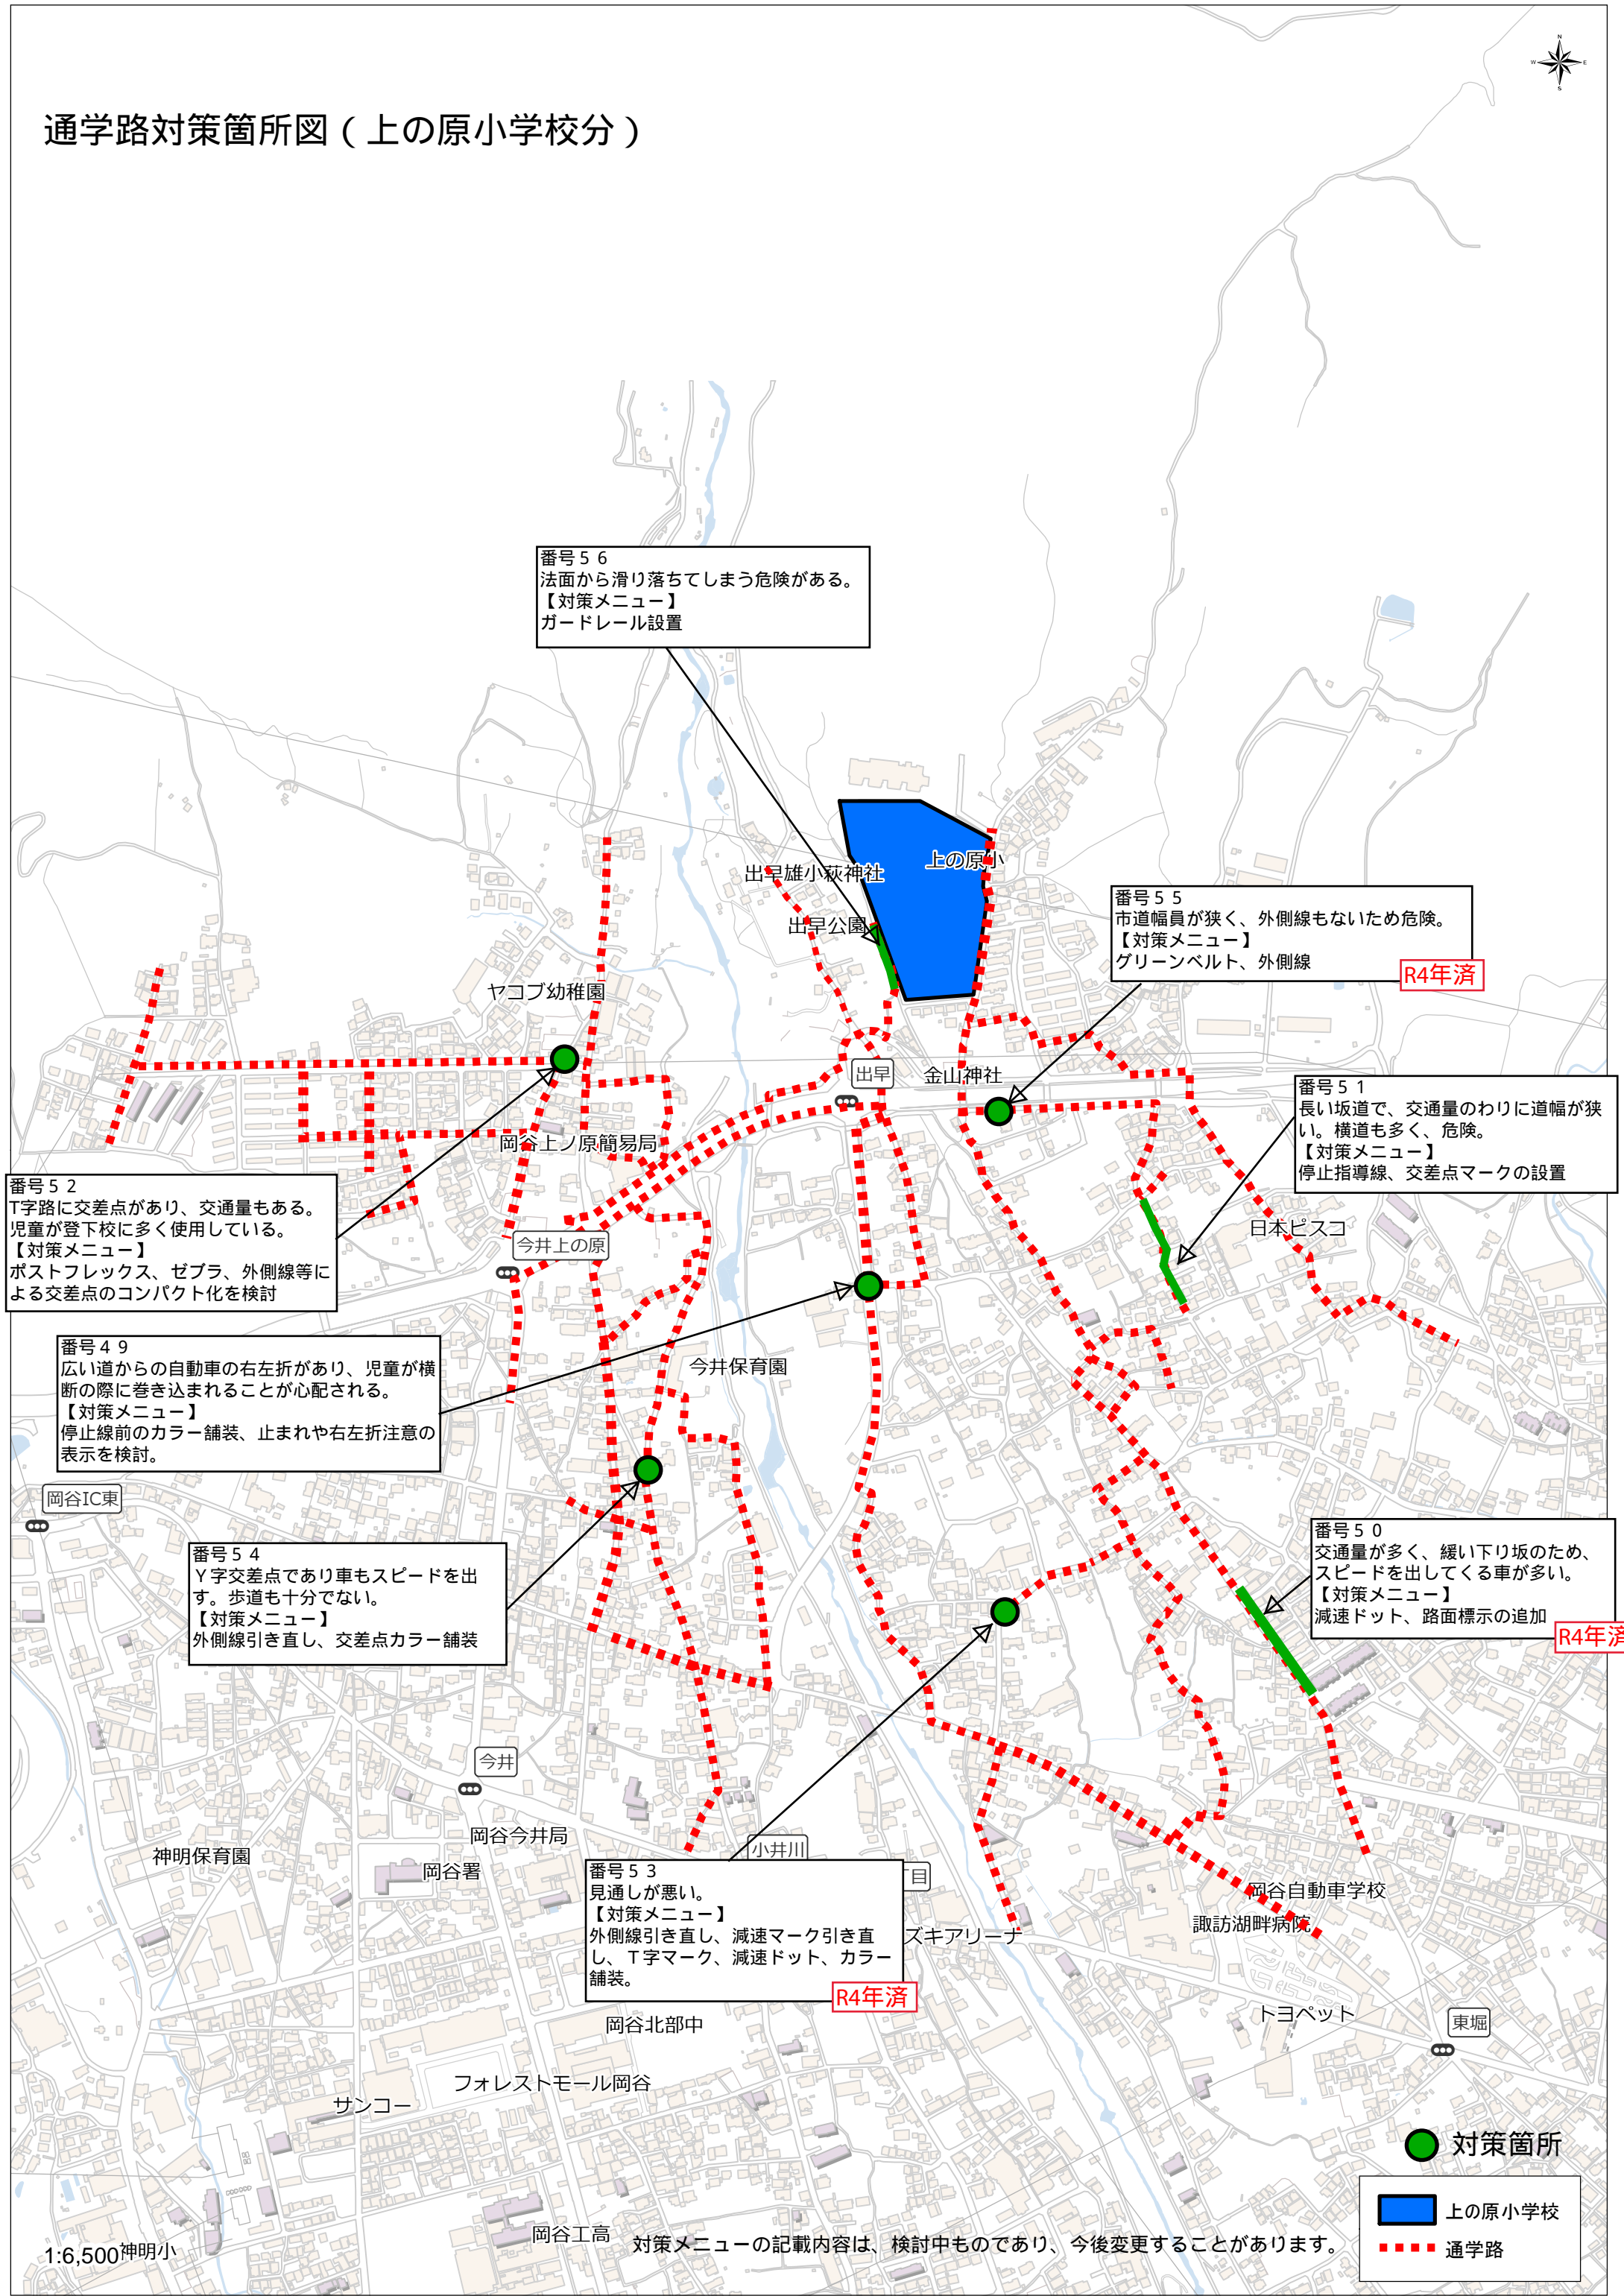 N
W E
S
通学路対策箇所図（上の原小学校分）
番号５６
法面から滑り落ちてしまう危険がある。
【対策メニュー】
ガードレール設置
出早雄小萩神社
上の原小
出早公園
番号５５
市道幅員が狭く、外側線もないため危険。
【対策メニュー】
グリーンベルト、外側線
R4年済
ヤコブ幼稚園
出早
金山神社
番号５１
長い坂道で、交通量のわりに道幅が狭
い。横道も多く、危険。
【対策メニュー】
停止指導線、交差点マークの設置
岡谷上ノ原簡易局
番号５２
T字路に交差点があり、交通量もある。
児童が登下校に多く使用している。
【対策メニュー】
ポストフレックス、ゼブラ、外側線等に
よる交差点のコンパクト化を検討
今井上の原
日本ピスコ
番号４９
広い道からの自動車の右左折があり、児童が横
断の際に巻き込まれることが心配される。
【対策メニュー】
停止線前のカラー舗装、止まれや右左折注意の
表示を検討。
今井保育園
岡谷IC東
番号５４
Ｙ字交差点であり車もスピードを出
す。歩道も十分でない。
【対策メニュー】
外側線引き直し、交差点カラー舗装
番号５０
交通量が多く、緩い下り坂のため、
スピードを出してくる車が多い。
【対策メニュー】
減速ドット、路面標示の追加
R4年済
今井
岡谷今井局
神明保育園
岡谷署
小井川
番号５３
見通しが悪い。
【対策メニュー】
外側線引き直し、減速マーク引き直
し、Ｔ字マーク、減速ドット、カラー
舗装。
R4年済
目
ズキアリーナ
岡谷自動車学校
諏訪湖畔病院
岡谷北部中
トヨペット
東堀
フォレストモール岡谷
サンコー
対策箇所
上の原小学校
通学路
岡谷工高
対策メニューの記載内容は、検討中ものであり、今後変更することがあります。
1:6,500
神明小